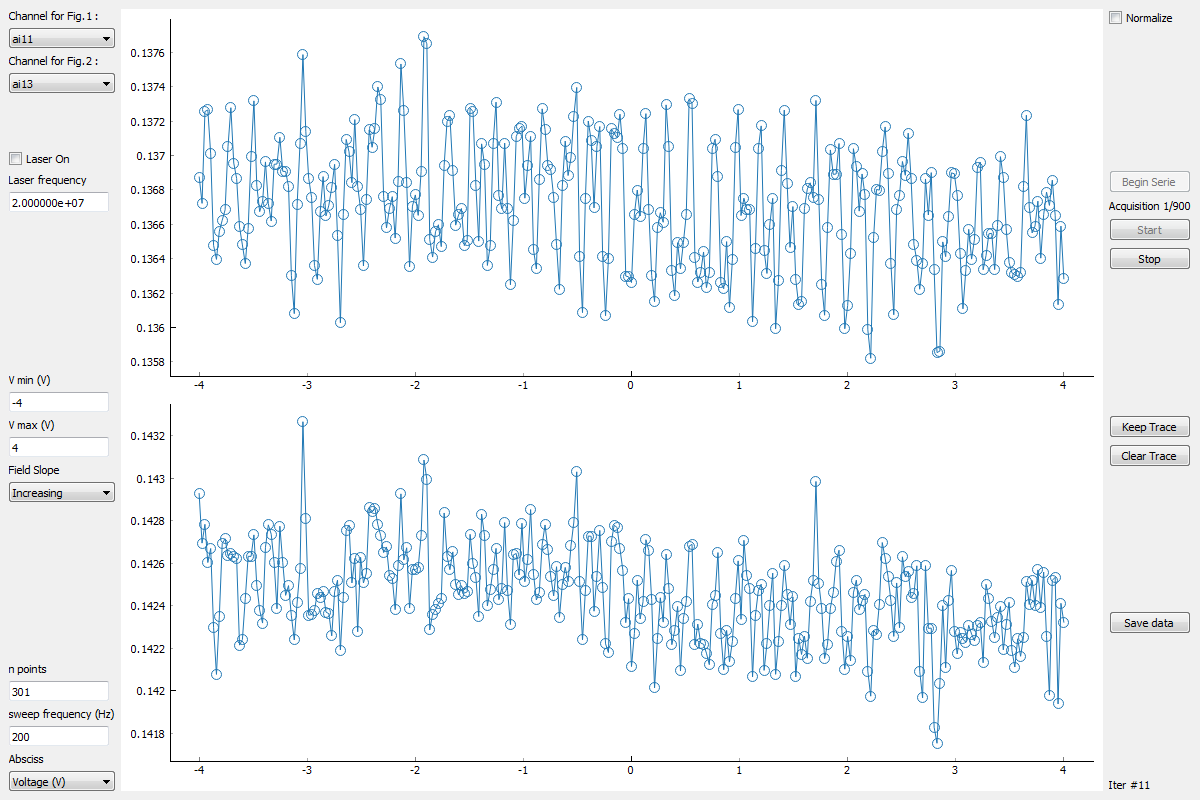 Channel for Fig.1 :
ai11
Channel for Fig.2 :
ai13
Laser On
Laser frequency
2.000000e+07
V min (V)
-4
V max (V)
4
Field Slope
Increasing
n points
301
sweep frequency (Hz)
200
Absciss
Voltage (V)
0.1376
0.1374
0.1372
0.137
0.1368
0.1366
0.1364
0.1362
0.136
0.1358
-4 -3 -2 -1 0 1 2 3 4
0.1432
0.143
0.1428
0.1426
0.1424
0.1422
0.142
0.1418
-4 -3 -2 -1 0 1 2 3 4
Normalize
Begin Serie
Acquisition 1/900
Start
Stop
Keep Trace
Clear Trace
Save data
Iter #11